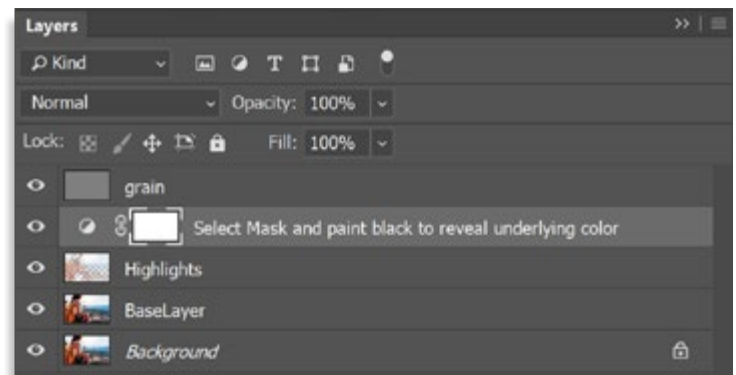 Layers
Kind
Normal Opacity: 100%
Lock: Fill: 100%
grain
Select Mask and paint black to reveal underlying color
Highlights
BaseLayer
Background